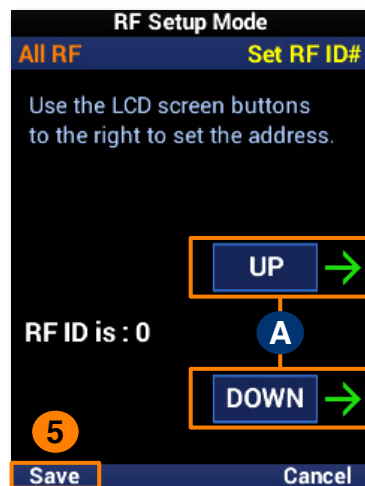 RF Setup Mode
All RF Set RF ID#
Use the LCD screen buttons
to the right to set the address.
UP
RF ID is : 0 A
DOWN
5
Save Cancel